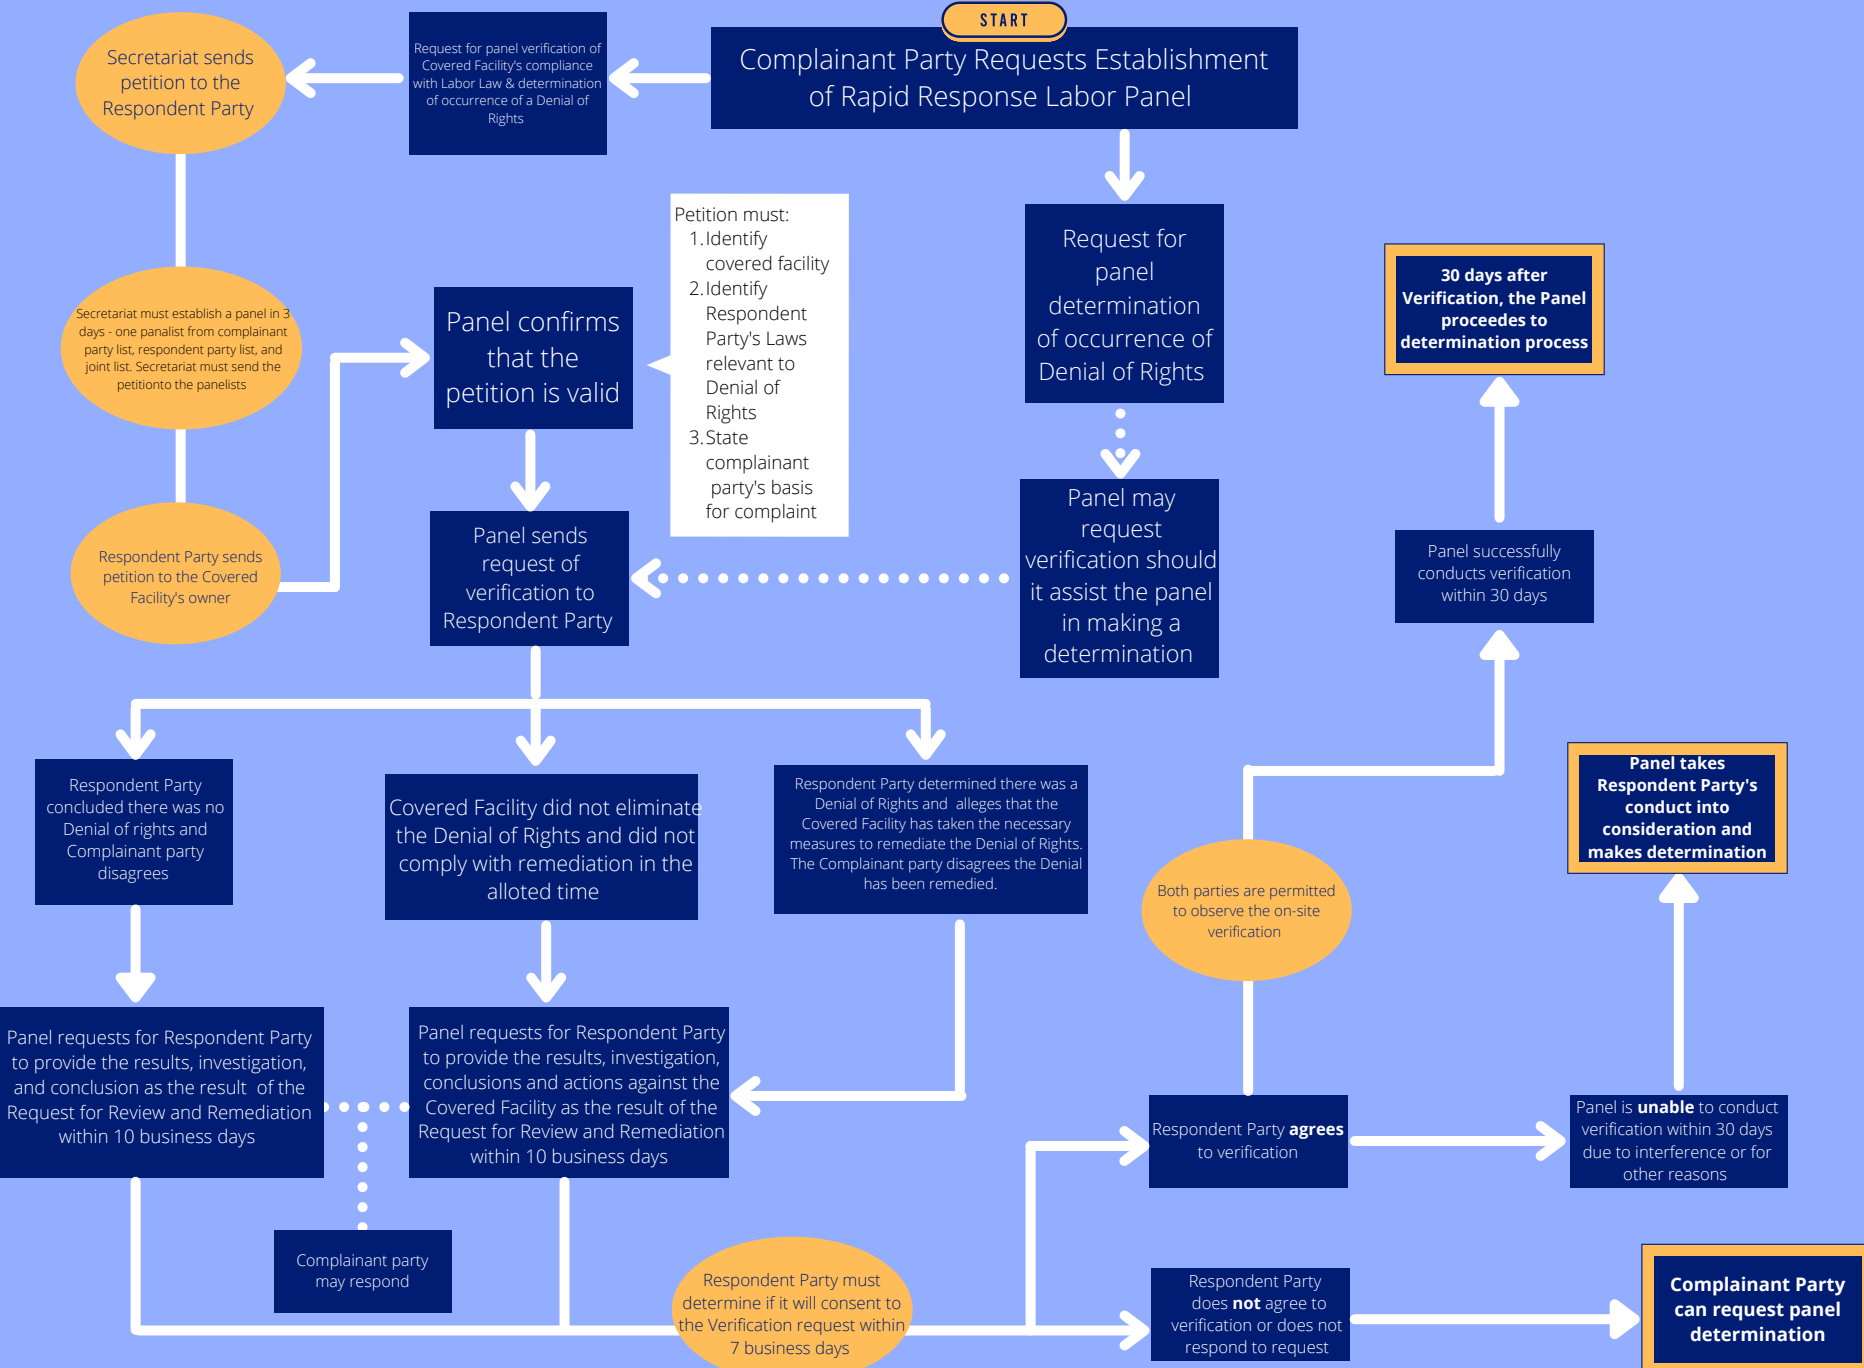 START
Complainant Party Requests Establishment
of Rapid Response Labor Panel
Request for panel verification of
Covered Facility's compliance
with Labor Law & determination
of occurrence of a Denial of
Rights
Secretariat sends
petition to the
Respondent Party
Secretariat must establish a panel in 3
days - one panalist from complainant
party list, respondent party list, and
joint list. Secretariat must send the
petitionto the panelists
Respondent Party sends
petition to the Covered
Facility's owner
Panel confirms
that the
petition is valid
Petition must:
1. Identify
covered facility
2. Identify
Respondent
Party's Laws
relevant to
Denial of
Rights
3. State
complainant
party's basis
for complaint
Request for
panel
determination
of occurrence of
Denial of Rights
Panel may
request
verification should
it assist the panel
in making a
determination
Panel sends
request of
verification to
Respondent Party
Respondent Party
concluded there was no
Denial of rights and
Complainant party
disagrees
Covered Facility did not eliminate
the Denial of Rights and did not
comply with remediation in the
alloted time
Respondent Party determined there was a
Denial of Rights and alleges that the
Covered Facility has taken the necessary
measures to remediate the Denial of Rights.
The Complainant party disagrees the Denial
has been remedied.
Panel requests for Respondent Party
to provide the results, investigation,
and conclusion as the result of the
Request for Review and Remediation
within 10 business days
Panel requests for Respondent Party
to provide the results, investigation,
conclusions and actions against the
Covered Facility as the result of the
Request for Review and Remediation
within 10 business days
Complainant party
may respond
Respondent Party must
determine if it will consent to
the Verification request within
7 business days
Respondent Party agrees
to verification
Respondent Party
does not agree to
verification or does not
respond to request
Complainant Party
can request panel
determination
Panel is unable to conduct
verification within 30 days
due to interference or for
other reasons
Panel takes
Respondent Party's
conduct into
consideration and
makes determination
Both parties are permitted
to observe the on-site
verification
Panel successfully
conducts verification
within 30 days
30 days after
Verification, the Panel
proceedes to
determination process